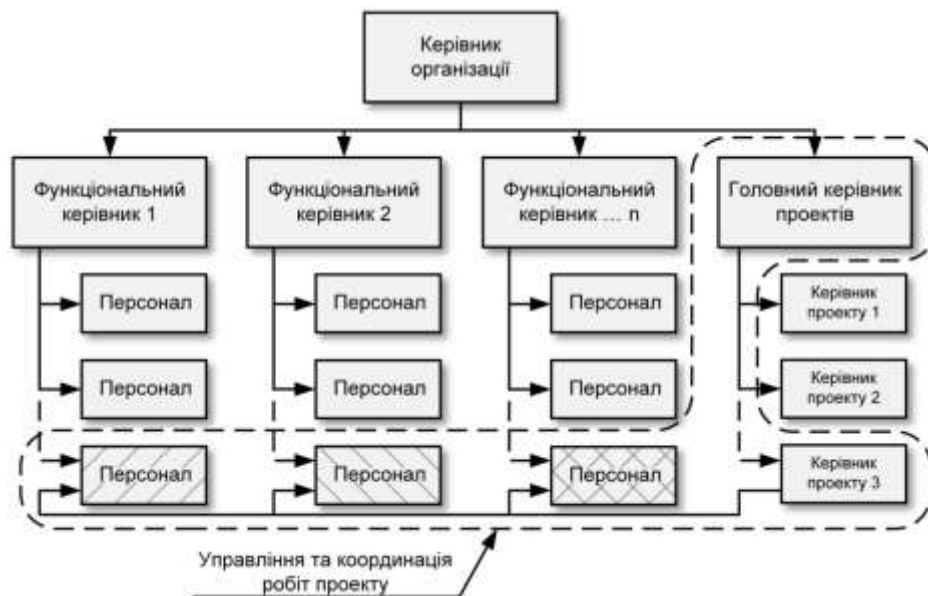 Керівник
організації
Функціональний
керівник 1
Функціональний
керівник 2
Функціональний
керівник ... n
Головний керівник
проектів
Персонал
Персонал
Персонал
Керівник
проекту 1
Персонал
Персонал
Персонал
Керівник
проекту 2
Персонал
Персонал
Персонал
Керівник
проекту 3
Управління та координація
робіт проекту